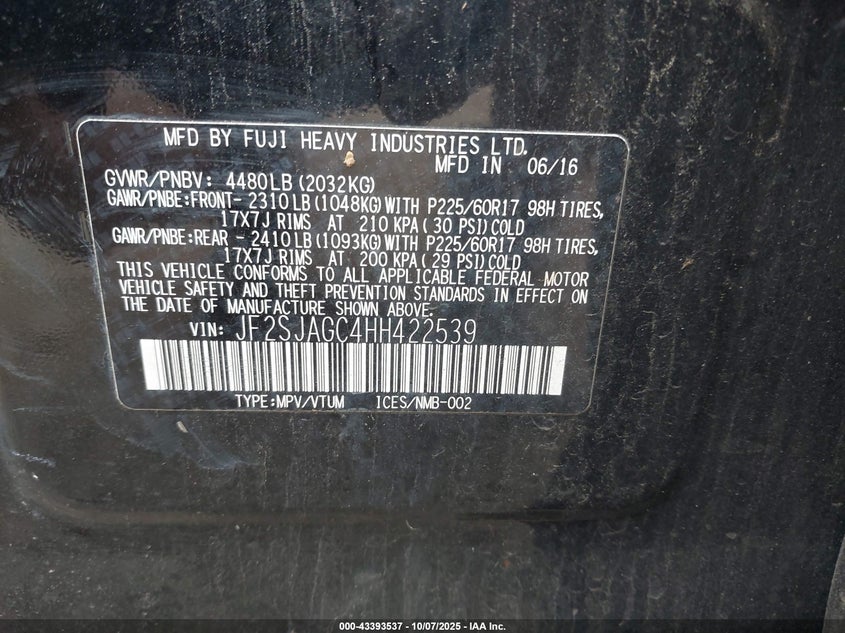 MFD BY FUJI HEAVY INDUSTRIES LTD.
MFD IN 06/16
GVWR/PNBV: 4480LB (2032KG)
GAWR/PNBE:FRONT- 2310LB (1048KG) WITH P225/60R17 98H TIRES,
17X7J RIMS AT 210 KPA ( 30 PSI) COLD
GAWR/PNBE:REAR - 2410LB (1093KG) WITH P225/60R17 98H TIRES,
17X7J RIMS AT 200 KPA ( 29 PSI) COLD
THIS VEHICLE CONFORMS TO ALL APPLICABLE FEDERAL MOTOR
VEHICLE SAFETY AND THEFT PREVENTION STANDARDS IN EFFECT ON
THE DATE OF MANUFACTURE SHOWN ABOVE.
VIN: JF2SJAGC4HH422539
TYPE:MPV/VTUM ICES/NMB-002
000-43393537 - 10/07/2025 - IAA Inc.